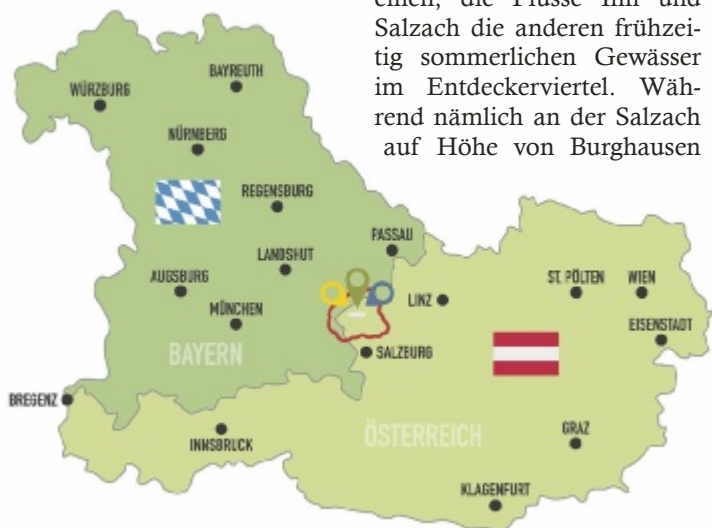 Salzach die anderen frühzei-
tig sommerlichen Gewässer
im Entdeckerviertel. Wäh-
rend nämlich an der Salzach
auf Höhe von Burghausen
BAYREUTH
WÜRZBURG
NÜRNBERG
REGENSBURG
PASSAU
LANDSHUT
AUGSBURG
LINZ
ST. PÖLTEN
WIEN
MÜNCHEN
EISENSTADT
BAYERN
SALZBURG
BREGENZ
INNSBRUCK
ÖSTERREICH
GRAZ
KLAGENFURT